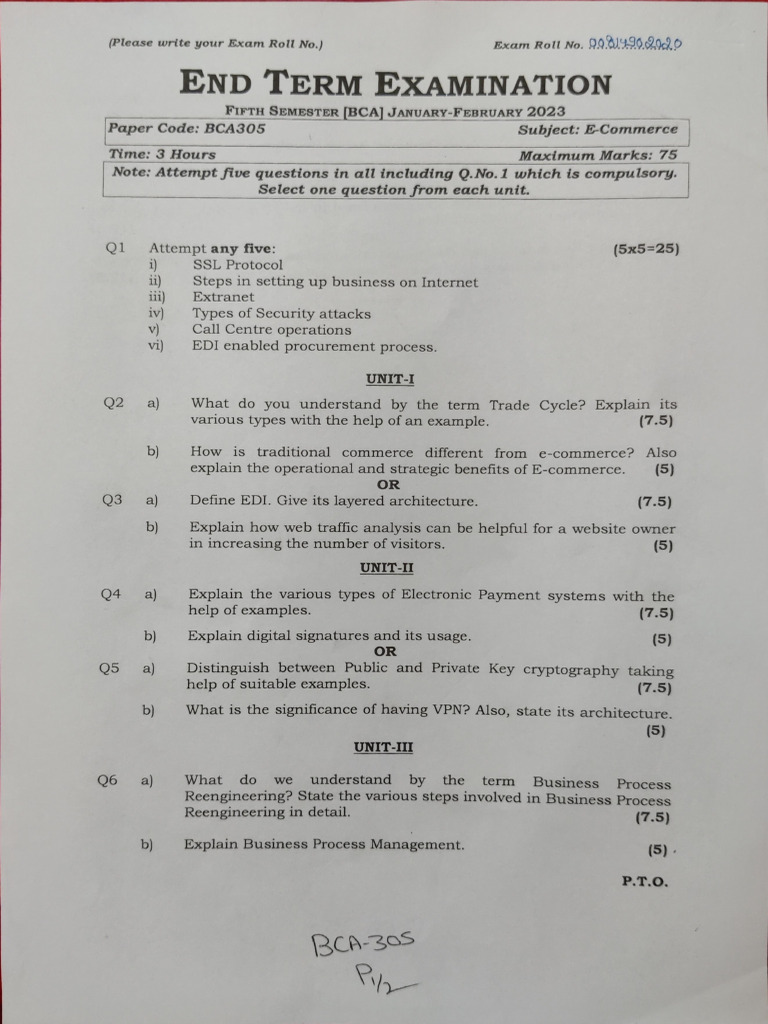 (Please write your Exam Roll No.) Exam Roll No. 00814902020
END TERM EXAMINATION
FIFTH SEMESTER [BCA] JANUARY-FEBRUARY 2023
Paper Code: BCA305 Subject: E-Commerce
Time: 3 Hours Maximum Marks: 75
Note: Attempt five questions in all including Q.No.1 which is compulsory.
Select one question from each unit.
Q1 Attempt any five: (5x5=25)
i) SSL Protocol
ii) Steps in setting up business on Internet
iii) Extranet
iv) Types of Security attacks
v) Call Centre operations
vi) EDI enabled procurement process.
UNIT-I
Q2 a) What do you understand by the term Trade Cycle? Explain its
various types with the help of an example. (7.5)
b) How is traditional commerce different from e-commerce? Also
explain the operational and strategic benefits of E-commerce. (5)
OR
Q3 a) Define EDI. Give its layered architecture. (7.5)
b) Explain how web traffic analysis can be helpful for a website owner
in increasing the number of visitors. (5)
UNIT-II
Q4 a) Explain the various types of Electronic Payment systems with the
help of examples. (7.5)
b) Explain digital signatures and its usage. (5)
OR
Q5 a) Distinguish between Public and Private Key cryptography taking
help of suitable examples. (7.5)
b) What is the significance of having VPN? Also, state its architecture.
(5)
UNIT-III
Q6 a) What do we understand by the term Business Process
Reengineering? State the various steps involved in Business Process
Reengineering in detail. (7.5)
b) Explain Business Process Management. (5)
P.T.O.
BCA-305
P1/2